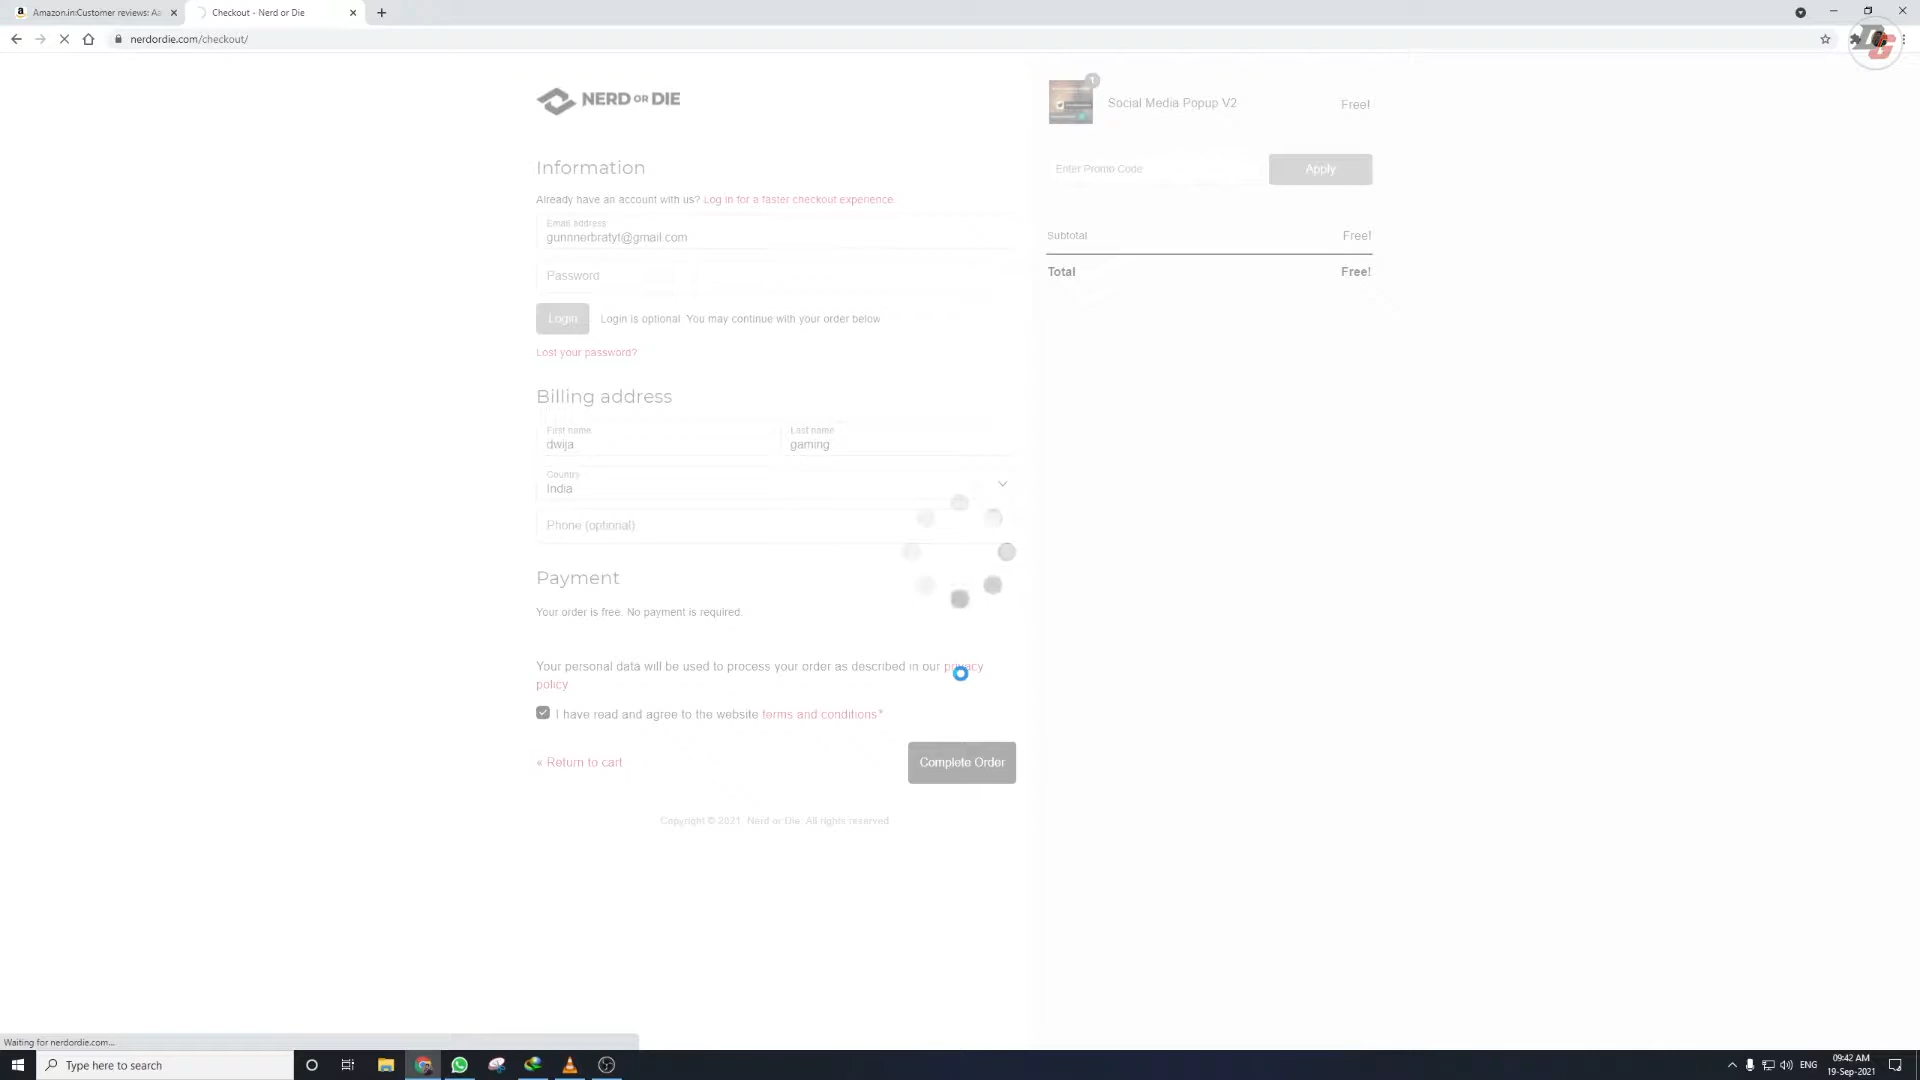 Amazon.in:Customer reviews: Aa
Checkout - Nerd or Die
nerdordie.com/checkout/
DG
NERD OR DIE
1
Social Media Popup V2
Free!
Enter Promo Code
Apply
Information
Already have an account with us? Log in for a faster checkout experience.
Email address
gunnnerbratyt@gmail.com
Subtotal
Free!
Total
Free!
Password
Login
Login is optional. You may continue with your order below
Lost your password?
Billing address
First name
dwija
Last name
gaming
Country
India
Phone (optional)
Payment
Your order is free. No payment is required.
Your personal data will be used to process your order as described in our privacy
policy
I have read and agree to the website terms and conditions*
« Return to cart
Complete Order
Copyright © 2021 Nerd or Die. All rights reserved
Waiting for nerdordie.com...
Type here to search
ENG
09:42 AM
19-Sep-2021